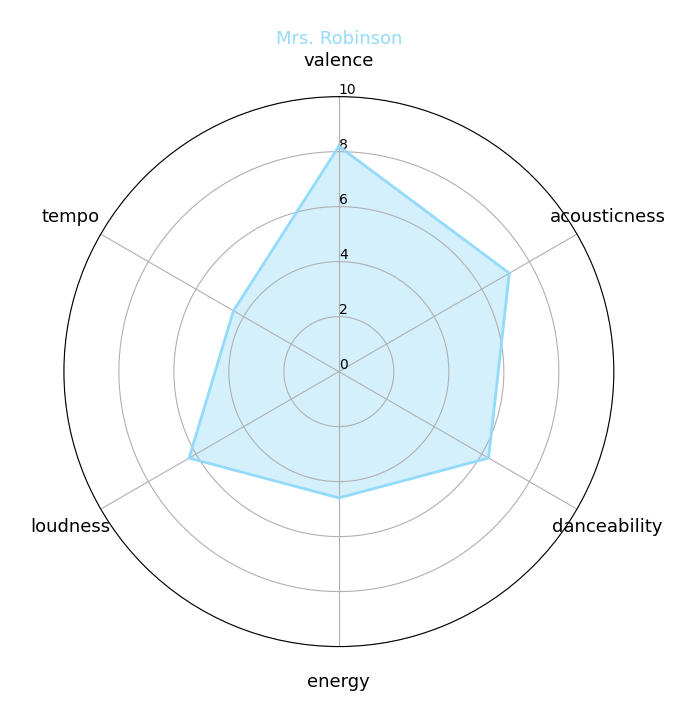 Mrs. Robinson
valence
10
8
6
4
2
0
tempo
acousticness
loudness
danceability
energy